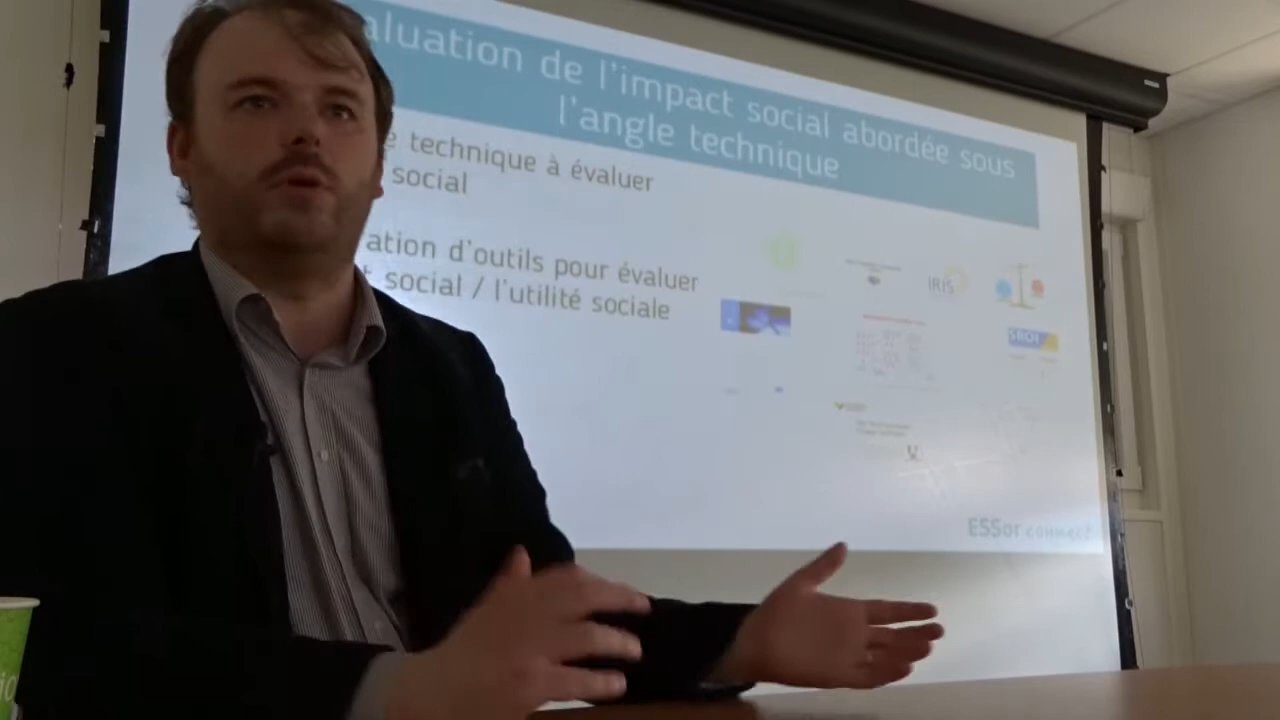 aluation de l'impact social abordée sous
l'angle technique
e technique à évaluer
social
ation d'outils pour évaluer
t social / l'utilité sociale
IRIS
SROI
ESSor connect